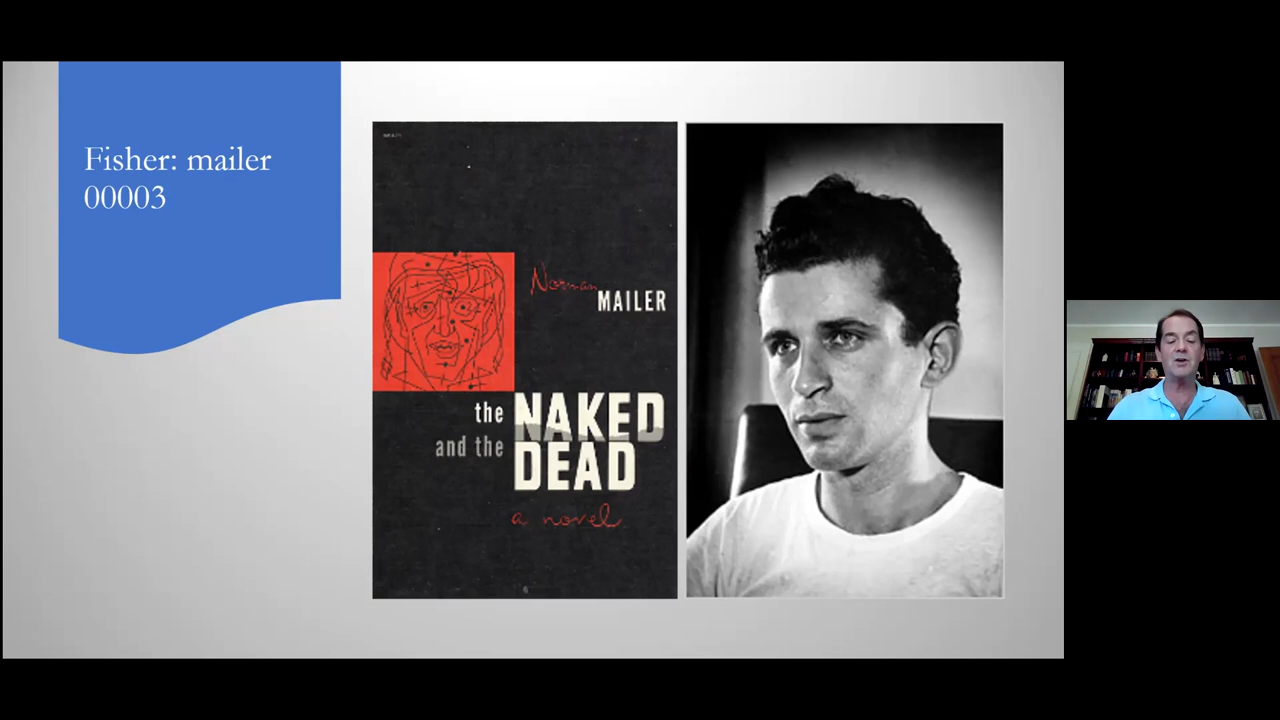 Fisher: mailer
00003
Norman
MAILER
the NAKED
and the DEAD
a novel